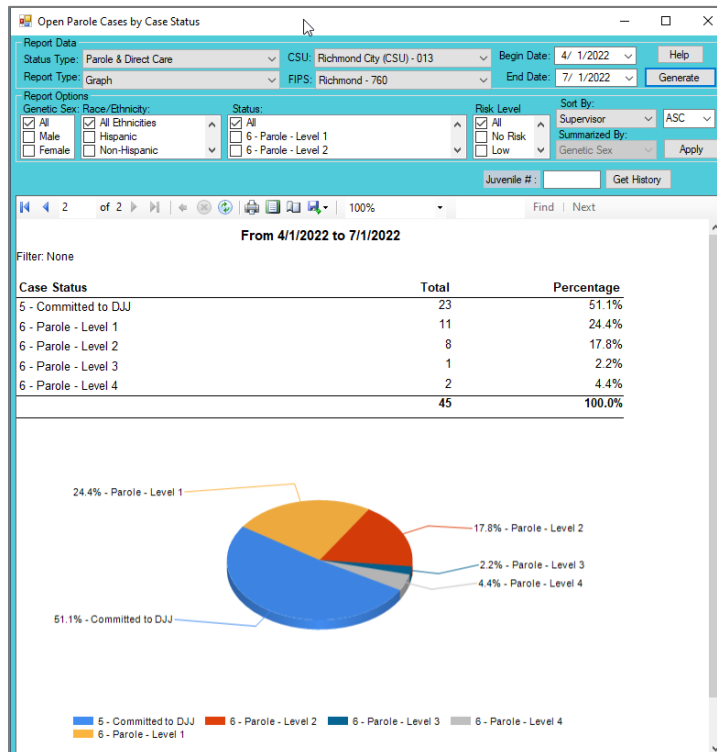 Open Parole Cases by Case Status
Report Data
Status Type: Parole & Direct Care CSU: Richmond City (CSU) - 013 Begin Date: 4/ 1/2022 Help
Report Type: Graph FIPS: Richmond - 760 End Date: 7/ 1/2022 Generate
Report Options
Genetic Sex: Race/Ethnicity: Status: Risk Level Sort By:
All All Ethnicities All All Supervisor ASC
Male Hispanic 6 - Parole - Level 1 No Risk Summarized By:
Female Non-Hispanic 6 - Parole - Level 2 Low Genetic Sex Apply
Juvenile # : Get History
2 of 2 100% Find | Next
From 4/1/2022 to 7/1/2022
Filter: None
Case Status Total Percentage
5 - Committed to DJJ 23 51.1%
6 - Parole - Level 1 11 24.4%
6 - Parole - Level 2 8 17.8%
6 - Parole - Level 3 1 2.2%
6 - Parole - Level 4 2 4.4%
45 100.0%
24.4% - Parole - Level 1
17.8% - Parole - Level 2
2.2% - Parole - Level 3
4.4% - Parole - Level 4
51.1% - Committed to DJJ
5 - Committed to DJJ 6 - Parole - Level 2 6 - Parole - Level 3 6 - Parole - Level 4
6 - Parole - Level 1